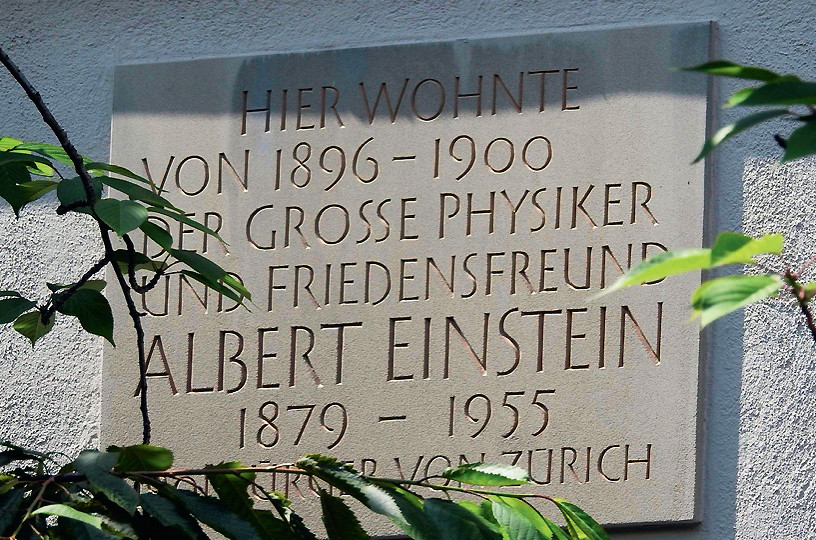 HIER WOHNTE
VON 1896 – 1900
DER GROSSE PHYSIKER
UND FRIEDENSFREUND
ALBERT EINSTEIN
1879 – 1955
VON ZÜRICH